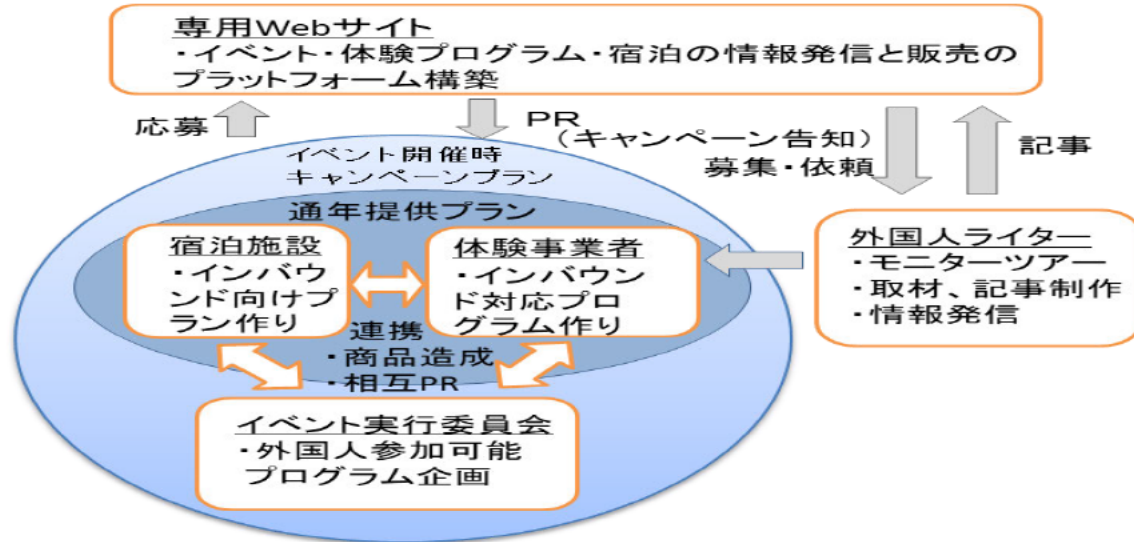 専用Webサイト
・イベント・体験プログラム・宿泊の情報発信と販売の
プラットフォーム構築
応募
PR
(キャンペーン告知)
募集・依頼
記事
イベント開催時
キャンペーンプラン
通年提供プラン
宿泊施設
・インバウ
ンド向けプ
ラン作り
体験事業者
・インバウン
ド対応プロ
グラム作り
外国人ライター
・モニターツアー
・取材、記事制作
・情報発信
連携
・商品造成
・相互PR
イベント実行委員会
・外国人参加可能
プログラム企画